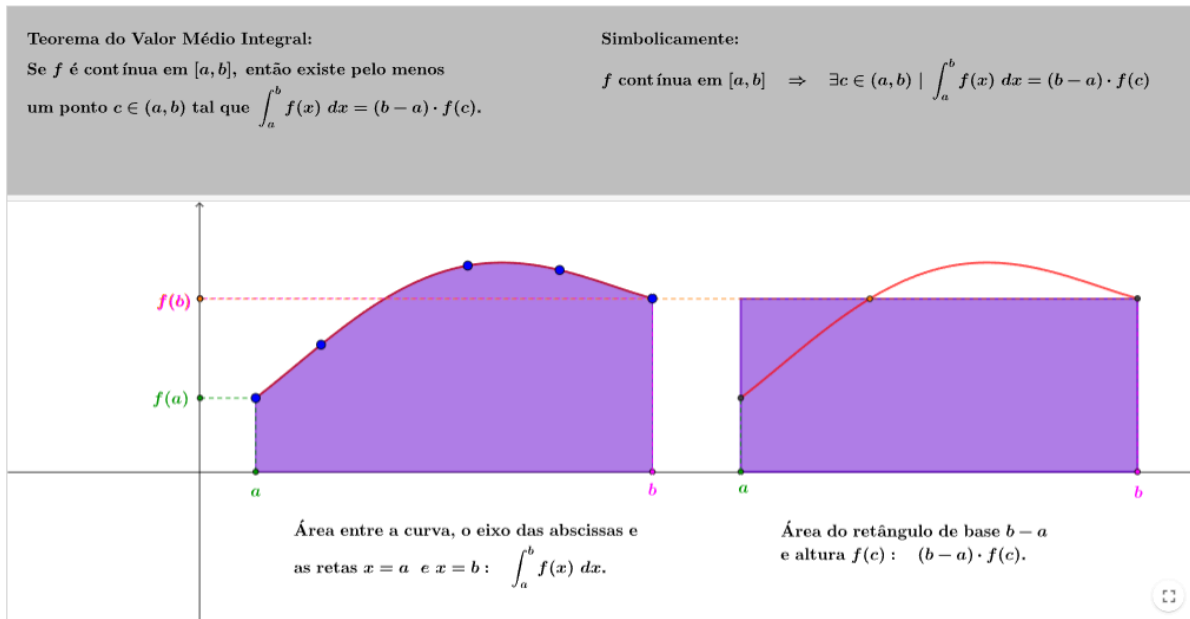 Teorema do Valor Médio Integral:
Se f é contínua em [a, b], então existe pelo menos
um ponto c ∈ (a, b) tal que ∫_a^b f(x) dx = (b − a) · f(c).
Simbolicamente:
f contínua em [a, b] ⇒ ∃c ∈ (a, b) | ∫_a^b f(x) dx = (b − a) · f(c)
f(b)
f(a)
a
b
a
b
Área entre a curva, o eixo das abscissas e
as retas x = a e x = b : ∫_a^b f(x) dx.
Área do retângulo de base b − a
e altura f(c) : (b − a) · f(c).